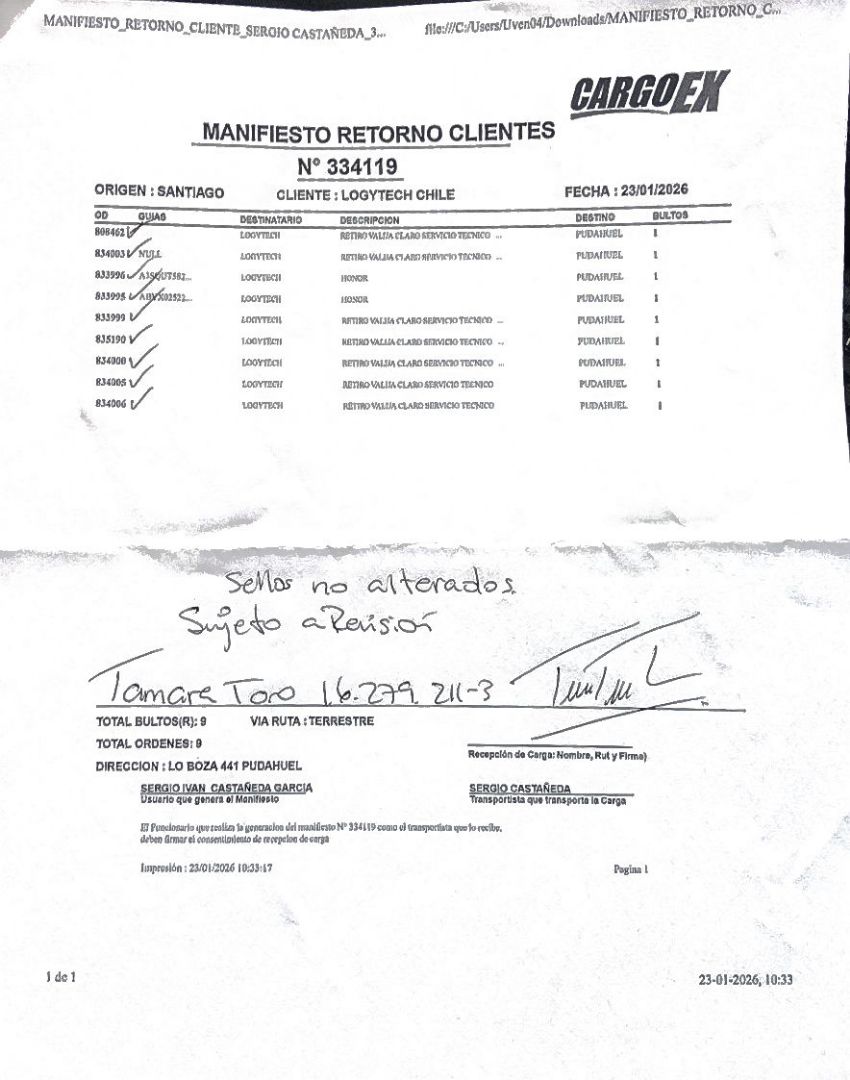 MANIFIESTO_RETORNO_CLIENTE_SERGIO CASTAÑEDA_3... file:///C:/Users/Uven04/Downloads/MANIFIESTO_RETORNO_C...
CARGOEX
MANIFIESTO RETORNO CLIENTES
N° 334119
ORIGEN : SANTIAGO CLIENTE : LOGYTECH CHILE FECHA : 23/01/2026
OD GUIAS DESTINATARIO DESCRIPCION DESTINO BULTOS
808462 LOGYTECH RETIRO VALIJA CLARO SERVICIO TECNICO ... PUDAHUEL 1
834003 NULL LOGYTECH RETIRO VALIJA CLARO SERVICIO TECNICO ... PUDAHUEL 1
833996 LOGYTECH HONOR PUDAHUEL 1
833995 LOGYTECH HONOR PUDAHUEL 1
833999 LOGYTECH RETIRO VALIJA CLARO SERVICIO TECNICO ... PUDAHUEL 1
835190 LOGYTECH RETIRO VALIJA CLARO SERVICIO TECNICO ... PUDAHUEL 1
834000 LOGYTECH RETIRO VALIJA CLARO SERVICIO TECNICO ... PUDAHUEL 1
834005 LOGYTECH RETIRO VALIJA CLARO SERVICIO TECNICO PUDAHUEL 1
834006 LOGYTECH RETIRO VALIJA CLARO SERVICIO TECNICO PUDAHUEL 1
Sellos no alterados.
Sujeto a Revisión
Tamara Toro 16.279.211-3
TOTAL BULTOS(R): 9 VIA RUTA : TERRESTRE
TOTAL ORDENES: 9
Recepción de Carga: Nombre, Rut y Firma)
DIRECCION : LO BOZA 441 PUDAHUEL
SERGIO IVAN CASTAÑEDA GARCIA SERGIO CASTAÑEDA
Usuario que genera el Manifiesto Transportista que transporta la Carga
El Funcionario que realiza la generacion del manifiesto N° 334119 como el transportista que lo recibe,
deben firmar el consentimiento de recepcion de carga
Impresión : 23/01/2026 10:33:17 Pagina 1
1 de 1 23-01-2026, 10:33